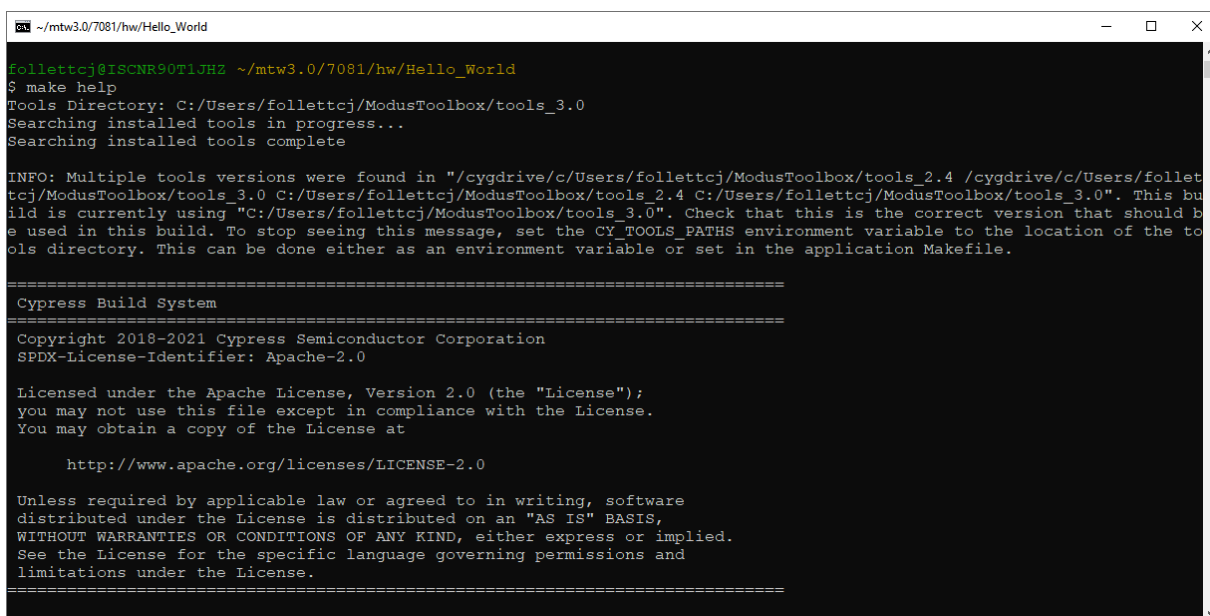 ~/mtw3.0/7081/hw/Hello_World
follettcj@ISCNR90T1JHZ ~/mtw3.0/7081/hw/Hello_World
$ make help
Tools Directory: C:/Users/follettcj/ModusToolbox/tools_3.0
Searching installed tools in progress...
Searching installed tools complete
INFO: Multiple tools versions were found in "/cygdrive/c/Users/follettcj/ModusToolbox/tools_2.4 /cygdrive/c/Users/follet
tcj/ModusToolbox/tools_3.0 C:/Users/follettcj/ModusToolbox/tools_2.4 C:/Users/follettcj/ModusToolbox/tools_3.0". This bu
ild is currently using "C:/Users/follettcj/ModusToolbox/tools_3.0". Check that this is the correct version that should b
e used in this build. To stop seeing this message, set the CY_TOOLS_PATHS environment variable to the location of the to
ols directory. This can be done either as an environment variable or set in the application Makefile.
==============================================================================
Cypress Build System
==============================================================================
Copyright 2018-2021 Cypress Semiconductor Corporation
SPDX-License-Identifier: Apache-2.0
Licensed under the Apache License, Version 2.0 (the "License");
you may not use this file except in compliance with the License.
You may obtain a copy of the License at
http://www.apache.org/licenses/LICENSE-2.0
Unless required by applicable law or agreed to in writing, software
distributed under the License is distributed on an "AS IS" BASIS,
WITHOUT WARRANTIES OR CONDITIONS OF ANY KIND, either express or implied.
See the License for the specific language governing permissions and
limitations under the License.
==============================================================================